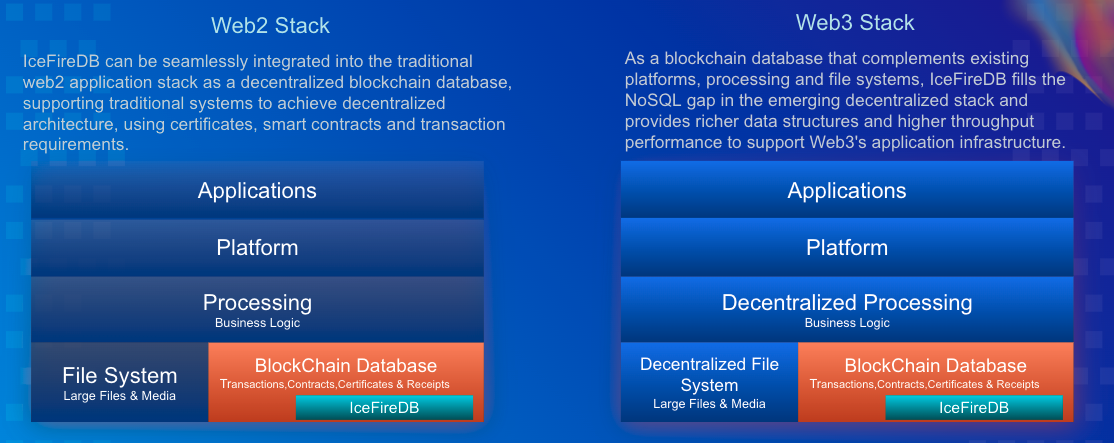 Web2 Stack
IceFireDB can be seamlessly integrated into the traditional
web2 application stack as a decentralized blockchain database,
supporting traditional systems to achieve decentralized
architecture, using certificates, smart contracts and transaction
requirements.
Applications
Platform
Processing
Business Logic
File System
Large Files & Media
BlockChain Database
Transactions,Contracts,Certificates & Receipts
IceFireDB
Web3 Stack
As a blockchain database that complements existing
platforms, processing and file systems, IceFireDB fills the
NoSQL gap in the emerging decentralized stack and
provides richer data structures and higher throughput
performance to support Web3's application infrastructure.
Applications
Platform
Decentralized Processing
Business Logic
Decentralized File
System
Large Files & Media
BlockChain Database
Transactions,Contracts,Certificates & Receipts
IceFireDB